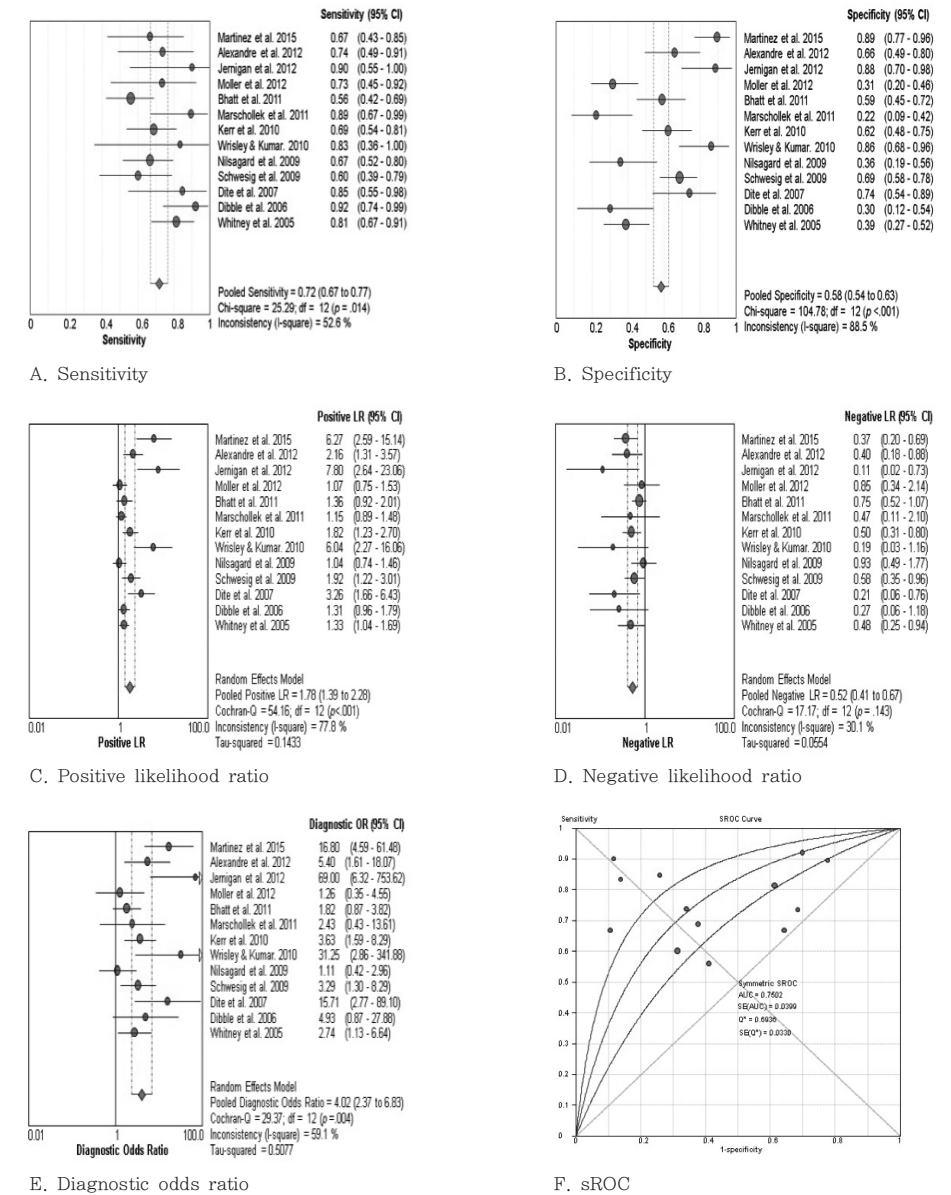 Sensitivity (95% CI)
Martinez et al. 2015 0.67 (0.43 - 0.85)
Alexandre et al. 2012 0.74 (0.49 - 0.91)
Jernigan et al. 2012 0.90 (0.55 - 1.00)
Moller et al. 2012 0.73 (0.45 - 0.92)
Bhatt et al. 2011 0.56 (0.42 - 0.69)
Marschollek et al. 2011 0.89 (0.67 - 0.99)
Kerr et al. 2010 0.69 (0.54 - 0.81)
Wrisley & Kumar. 2010 0.83 (0.36 - 1.00)
Nilsagard et al. 2009 0.67 (0.52 - 0.80)
Schwesig et al. 2009 0.60 (0.39 - 0.79)
Dite et al. 2007 0.85 (0.55 - 0.98)
Dibble et al. 2006 0.92 (0.74 - 0.99)
Whitney et al. 2005 0.81 (0.67 - 0.91)
Pooled Sensitivity = 0.72 (0.67 to 0.77)
Chi-square = 25.29; df = 12 (p = .014)
Inconsistency (I-square) = 52.6 %
0 0.2 0.4 0.6 0.8 1
Sensitivity
A. Sensitivity
Specificity (95% CI)
Martinez et al. 2015 0.89 (0.77 - 0.96)
Alexandre et al. 2012 0.66 (0.49 - 0.80)
Jernigan et al. 2012 0.88 (0.70 - 0.98)
Moller et al. 2012 0.31 (0.20 - 0.46)
Bhatt et al. 2011 0.59 (0.45 - 0.72)
Marschollek et al. 2011 0.22 (0.09 - 0.42)
Kerr et al. 2010 0.62 (0.48 - 0.75)
Wrisley & Kumar. 2010 0.86 (0.68 - 0.96)
Nilsagard et al. 2009 0.36 (0.19 - 0.56)
Schwesig et al. 2009 0.69 (0.58 - 0.78)
Dite et al. 2007 0.74 (0.54 - 0.89)
Dibble et al. 2006 0.30 (0.12 - 0.54)
Whitney et al. 2005 0.39 (0.27 - 0.52)
Pooled Specificity = 0.58 (0.54 to 0.63)
Chi-square = 104.78; df = 12 (p <.001)
Inconsistency (I-square) = 88.5 %
0 0.2 0.4 0.6 0.8 1
Specificity
B. Specificity
Positive LR (95% CI)
Martinez et al. 2015 6.27 (2.59 - 15.14)
Alexandre et al. 2012 2.16 (1.31 - 3.57)
Jernigan et al. 2012 7.80 (2.64 - 23.06)
Moller et al. 2012 1.07 (0.75 - 1.53)
Bhatt et al. 2011 1.36 (0.92 - 2.01)
Marschollek et al. 2011 1.15 (0.89 - 1.48)
Kerr et al. 2010 1.82 (1.23 - 2.70)
Wrisley & Kumar. 2010 6.04 (2.27 - 16.06)
Nilsagard et al. 2009 1.04 (0.74 - 1.46)
Schwesig et al. 2009 1.92 (1.22 - 3.01)
Dite et al. 2007 3.26 (1.66 - 6.43)
Dibble et al. 2006 1.31 (0.96 - 1.79)
Whitney et al. 2005 1.33 (1.04 - 1.69)
Random Effects Model
Pooled Positive LR = 1.78 (1.39 to 2.28)
Cochran-Q = 54.16; df = 12 (p<.001)
Inconsistency (I-square) = 77.8 %
Tau-squared = 0.1433
0.01 1 100.0
Positive LR
C. Positive likelihood ratio
Negative LR (95% CI)
Martinez et al. 2015 0.37 (0.20 - 0.69)
Alexandre et al. 2012 0.40 (0.18 - 0.88)
Jernigan et al. 2012 0.11 (0.02 - 0.73)
Moller et al. 2012 0.85 (0.34 - 2.14)
Bhatt et al. 2011 0.75 (0.52 - 1.07)
Marschollek et al. 2011 0.47 (0.11 - 2.10)
Kerr et al. 2010 0.50 (0.31 - 0.80)
Wrisley & Kumar. 2010 0.19 (0.03 - 1.16)
Nilsagard et al. 2009 0.93 (0.49 - 1.77)
Schwesig et al. 2009 0.58 (0.35 - 0.96)
Dite et al. 2007 0.21 (0.06 - 0.76)
Dibble et al. 2006 0.27 (0.06 - 1.18)
Whitney et al. 2005 0.48 (0.25 - 0.94)
Random Effects Model
Pooled Negative LR = 0.52 (0.41 to 0.67)
Cochran-Q = 17.17; df = 12 (p = .143)
Inconsistency (I-square) = 30.1 %
Tau-squared = 0.0554
0.01 1 100.0
Negative LR
D. Negative likelihood ratio
Diagnostic OR (95% CI)
Martinez et al. 2015 16.80 (4.59 - 61.48)
Alexandre et al. 2012 5.40 (1.61 - 18.07)
Jernigan et al. 2012 69.00 (6.32 - 753.62)
Moller et al. 2012 1.26 (0.35 - 4.55)
Bhatt et al. 2011 1.82 (0.87 - 3.82)
Marschollek et al. 2011 2.43 (0.43 - 13.61)
Kerr et al. 2010 3.63 (1.59 - 8.29)
Wrisley & Kumar. 2010 31.25 (2.86 - 341.88)
Nilsagard et al. 2009 1.11 (0.42 - 2.96)
Schwesig et al. 2009 3.29 (1.30 - 8.29)
Dite et al. 2007 15.71 (2.77 - 89.10)
Dibble et al. 2006 4.93 (0.87 - 27.88)
Whitney et al. 2005 2.74 (1.13 - 6.64)
Random Effects Model
Pooled Diagnostic Odds Ratio = 4.02 (2.37 to 6.83)
Cochran-Q = 29.37; df = 12 (p =.004)
Inconsistency (I-square) = 59.1 %
Tau-squared = 0.5077
0.01 1 100.0
Diagnostic Odds Ratio
E. Diagnostic odds ratio
Sensitivity SROC Curve
1
0.9
0.8
0.7
0.6
0.5
0.4
0.3
0.2
0.1
0
Symmetric SROC
AUC = 0.7502
SE(AUC) = 0.0399
Q* = 0.6936
SE(Q*) = 0.0330
0 0.2 0.4 0.6 0.8 1
1-specificity
F. sROC